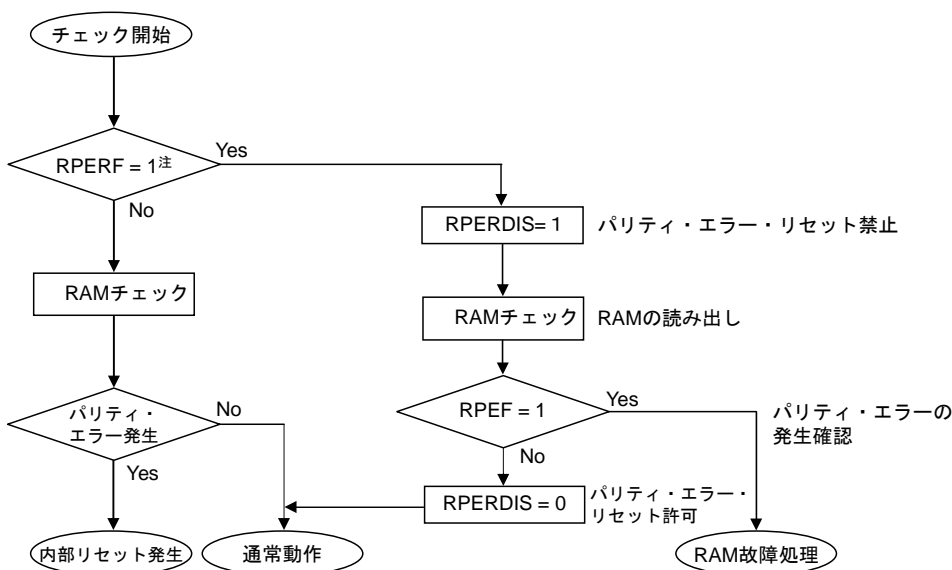 チェック開始
RPERF = 1注
Yes
No
RPERDIS= 1
パリティ・エラー・リセット禁止
RAMチェック
RAMチェック
RAMの読み出し
パリティ・
エラー発生
No
Yes
RPEF = 1
Yes
No
パリティ・エラーの
発生確認
RPERDIS = 0
パリティ・エラー・
リセット許可
内部リセット発生
通常動作
RAM故障処理